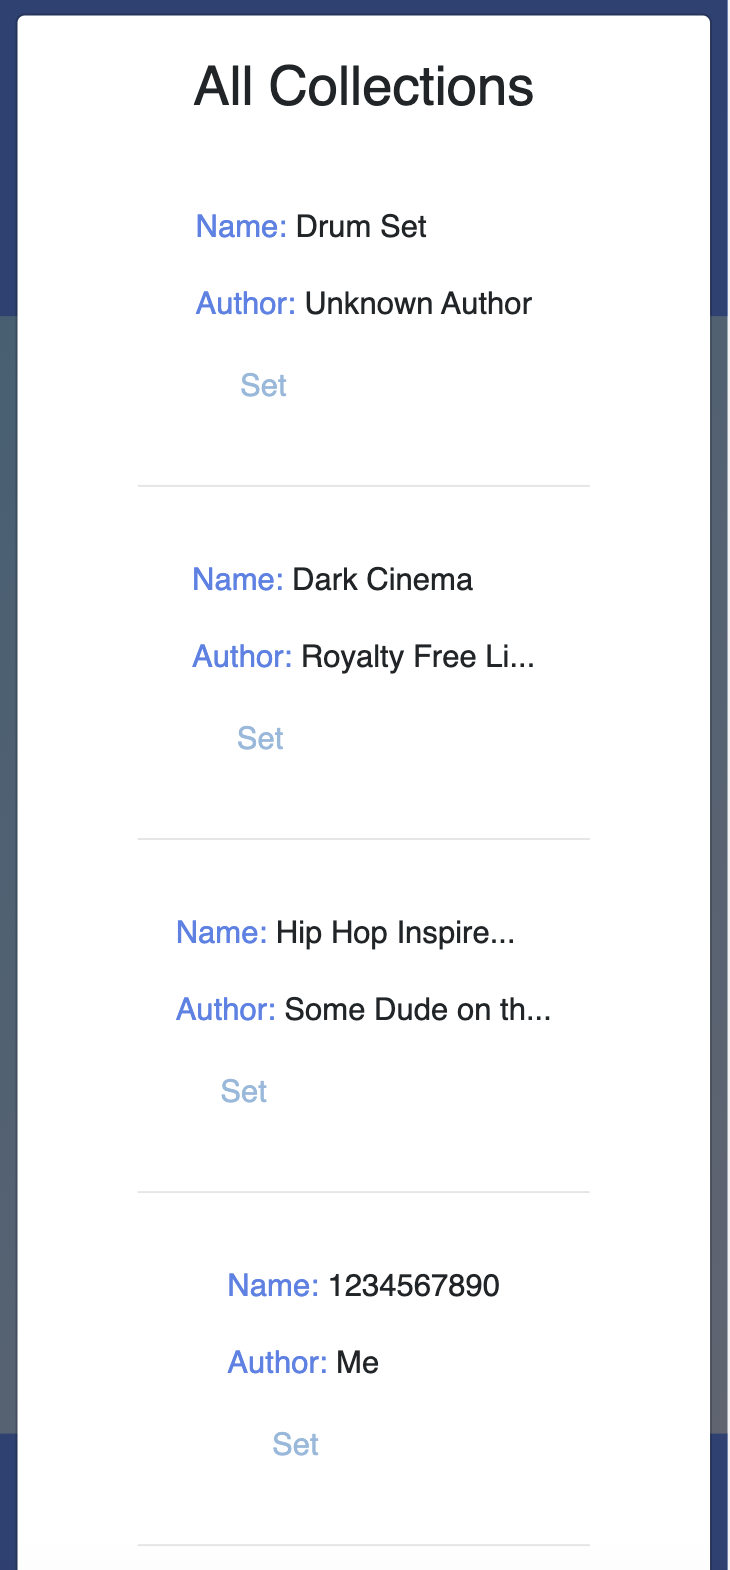 All Collections
Name: Drum Set
Author: Unknown Author
Set
Name: Dark Cinema
Author: Royalty Free Li...
Set
Name: Hip Hop Inspire...
Author: Some Dude on th...
Set
Name: 1234567890
Author: Me
Set